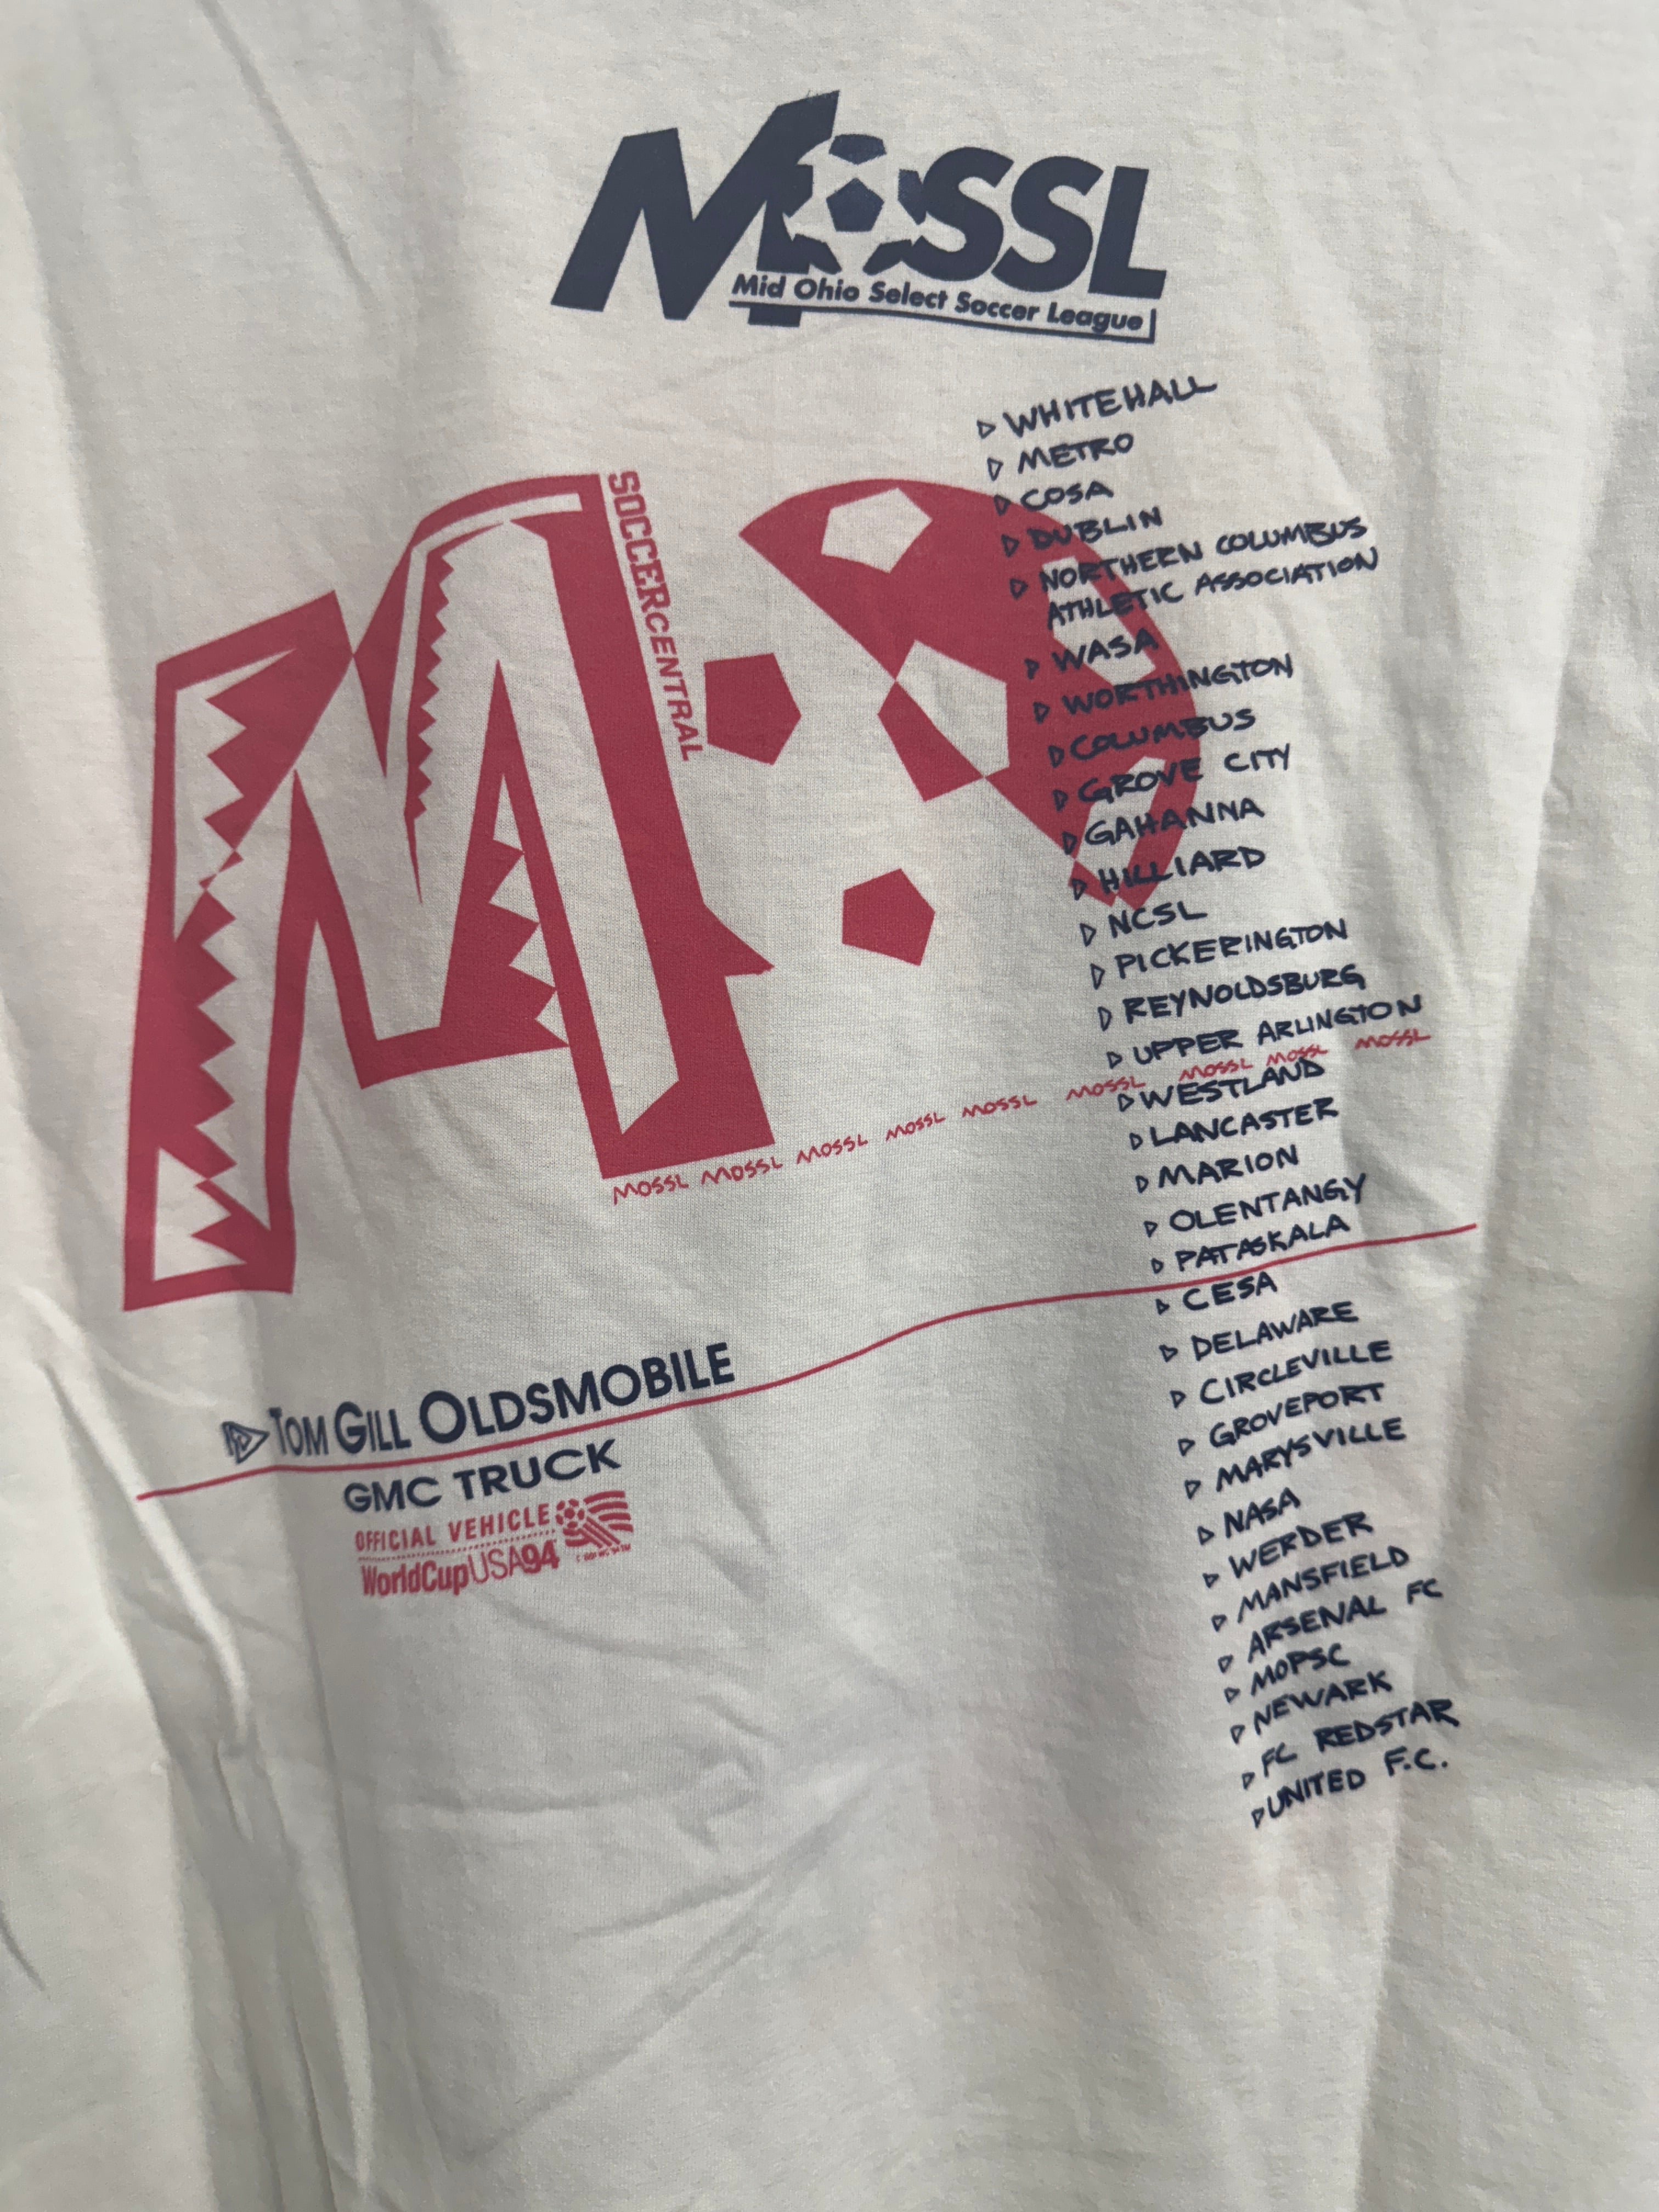 MOSSL
Mid Ohio Select Soccer League
▷ WHITEHALL
▷ METRO
▷ COSA
▷ DUBLIN
▷ NORTHERN COLUMBUS
ATHLETIC ASSOCIATION
▷ WASA
▷ WORTHINGTON
▷ COLUMBUS
▷ GROVE CITY
▷ GAHANNA
▷ HILLIARD
▷ NCSL
▷ PICKERINGTON
▷ REYNOLDSBURG
▷ UPPER ARLINGTON
▷ WESTLAND
▷ LANCASTER
▷ MARION
▷ OLENTANGY
▷ PATASKALA
▷ CESA
▷ DELAWARE
▷ CIRCLEVILLE
▷ GROVEPORT
▷ MARYSVILLE
▷ NASA
▷ WERDER
▷ MANSFIELD
▷ ARSENAL FC
▷ MOPSC
▷ NEWARK
▷ FC REDSTAR
▷ UNITED F.C.
SOCCERCENTRAL
M
MOSSL MOSSL MOSSL MOSSL MOSSL MOSSL MOSSL MOSSL MOSSL
TOM GILL OLDSMOBILE
GMC TRUCK
OFFICIAL VEHICLE
WorldCupUSA94